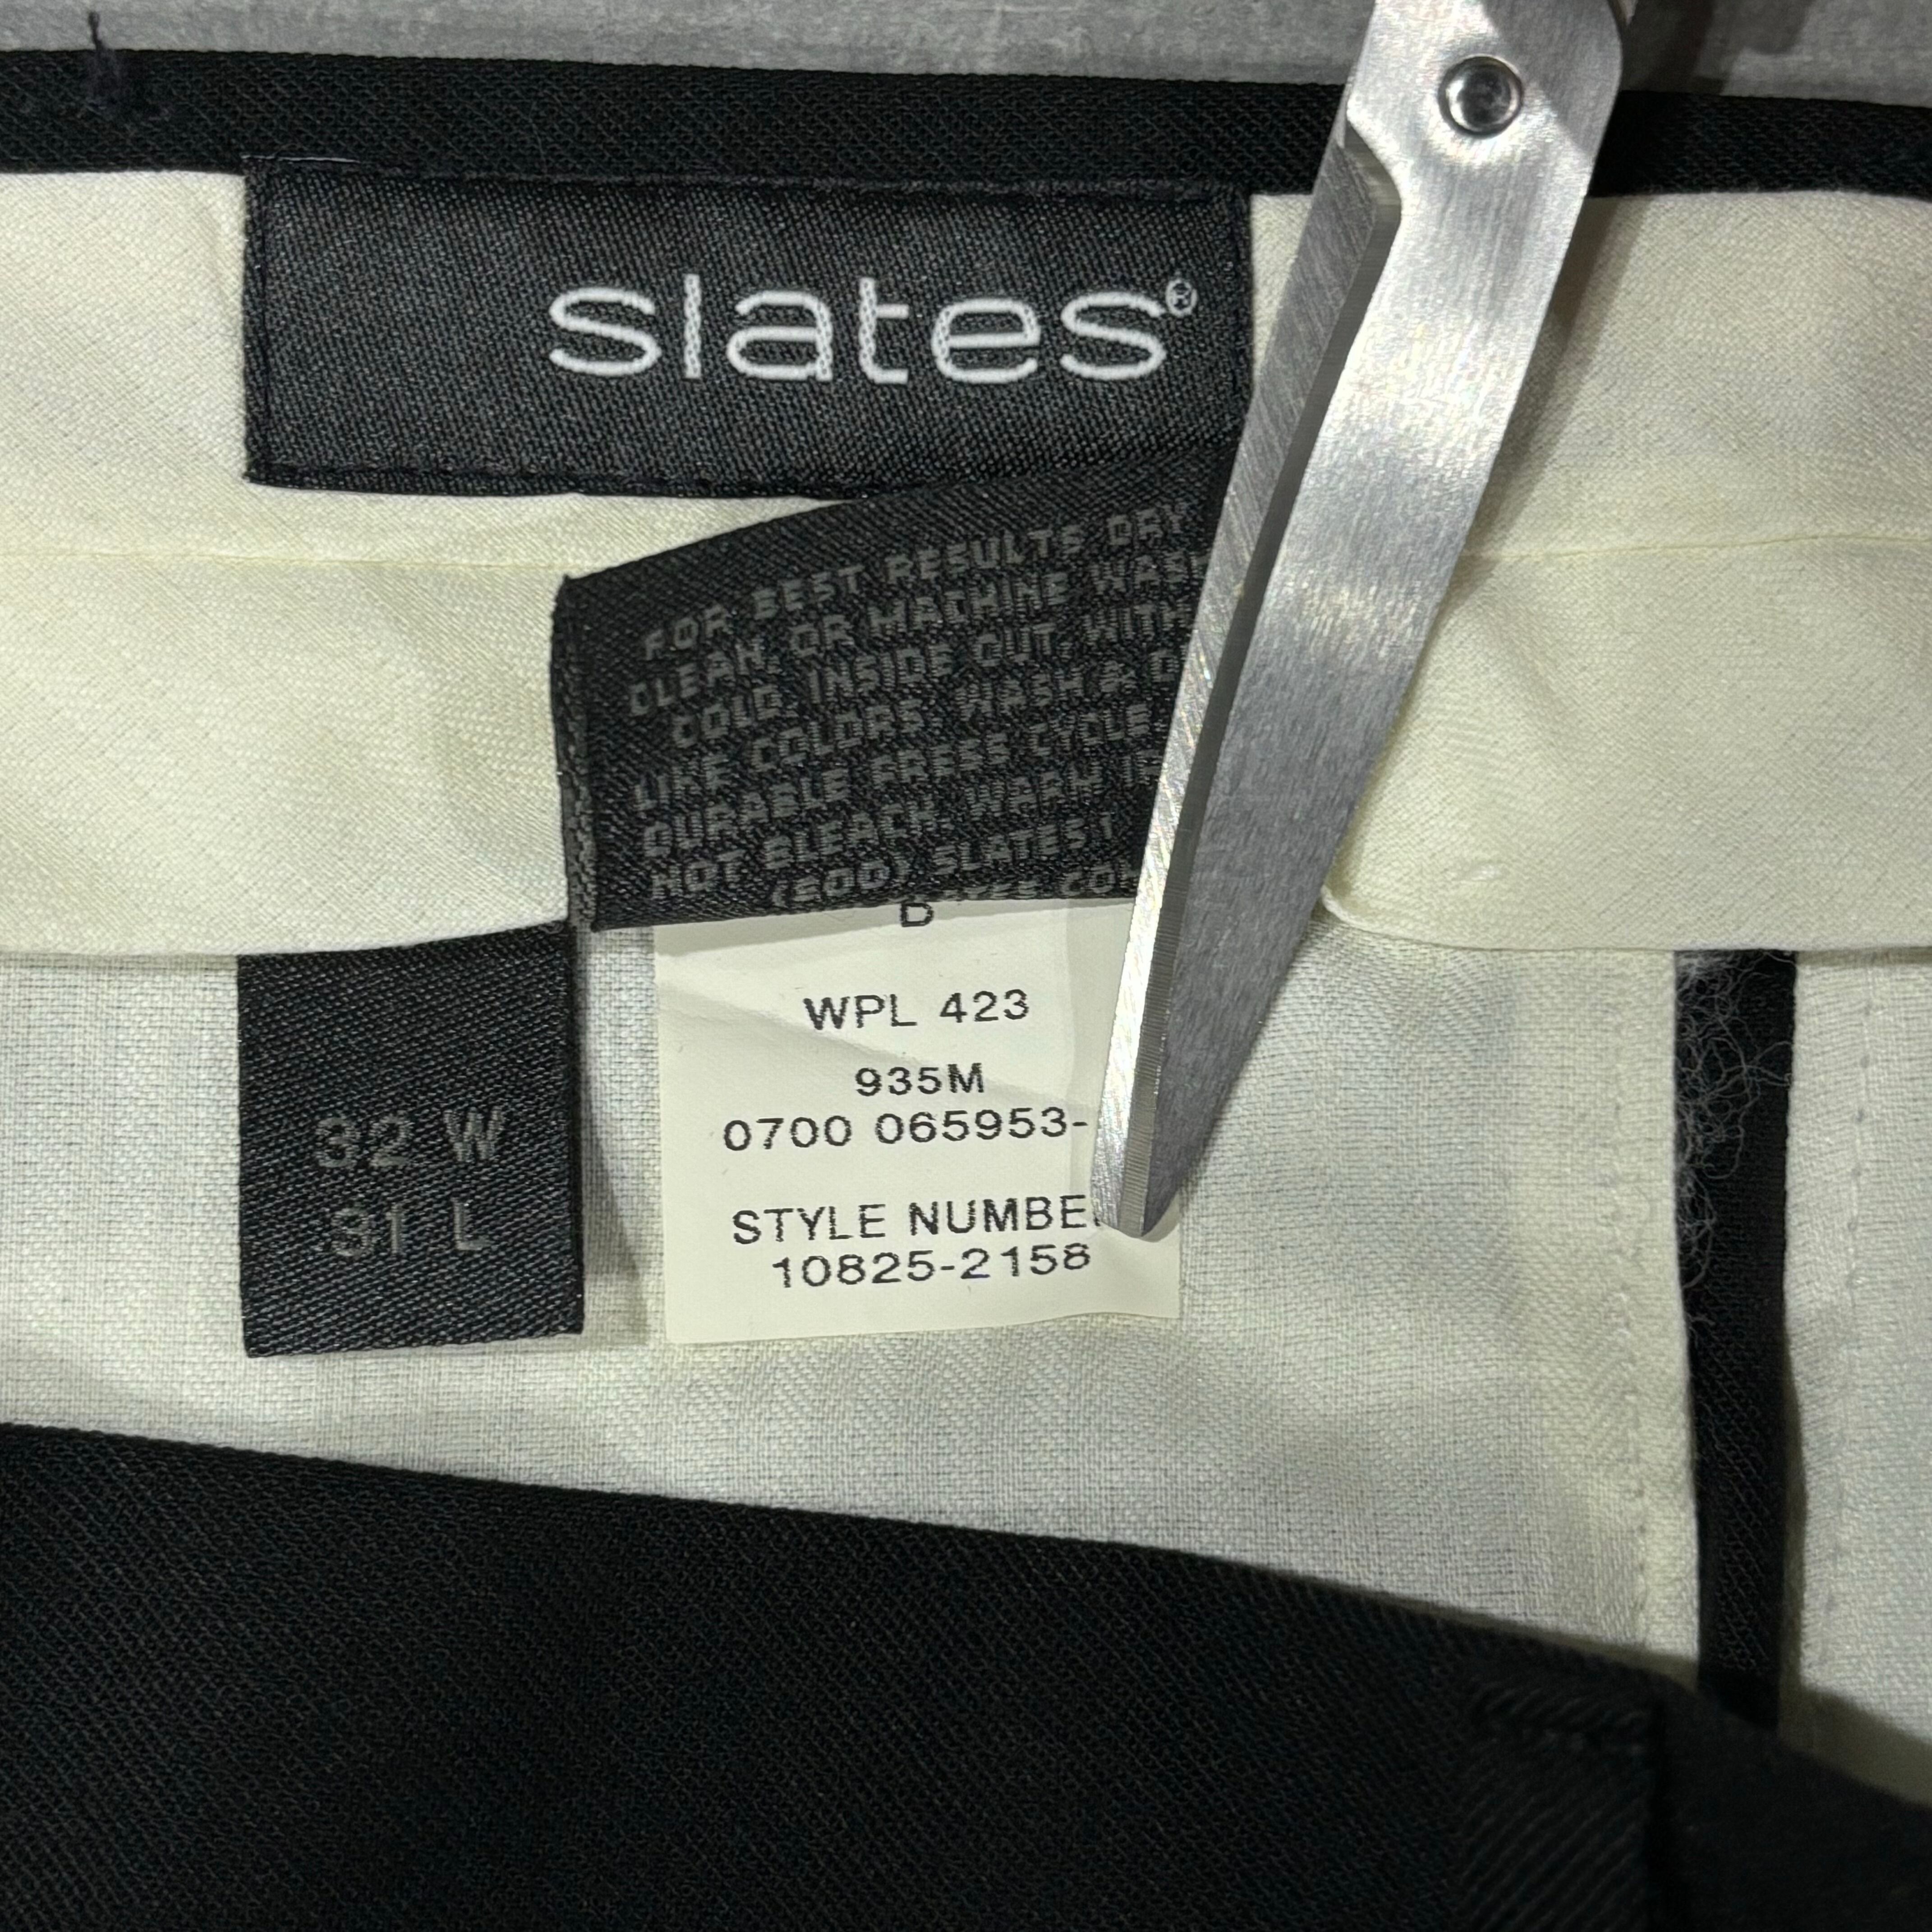 slates®
FOR BEST RESULTS DRY
CLEAN, OR MACHINE WASH
COLD, INSIDE OUT, WITH
LIKE COLORS, WASH &
DURABLE PRESS CYCLE
NOT BLEACH. WARM
(500). SLATES
WPL 423
935M
0700 065953-
STYLE NUMBE
10825-2158
32 W
31 L